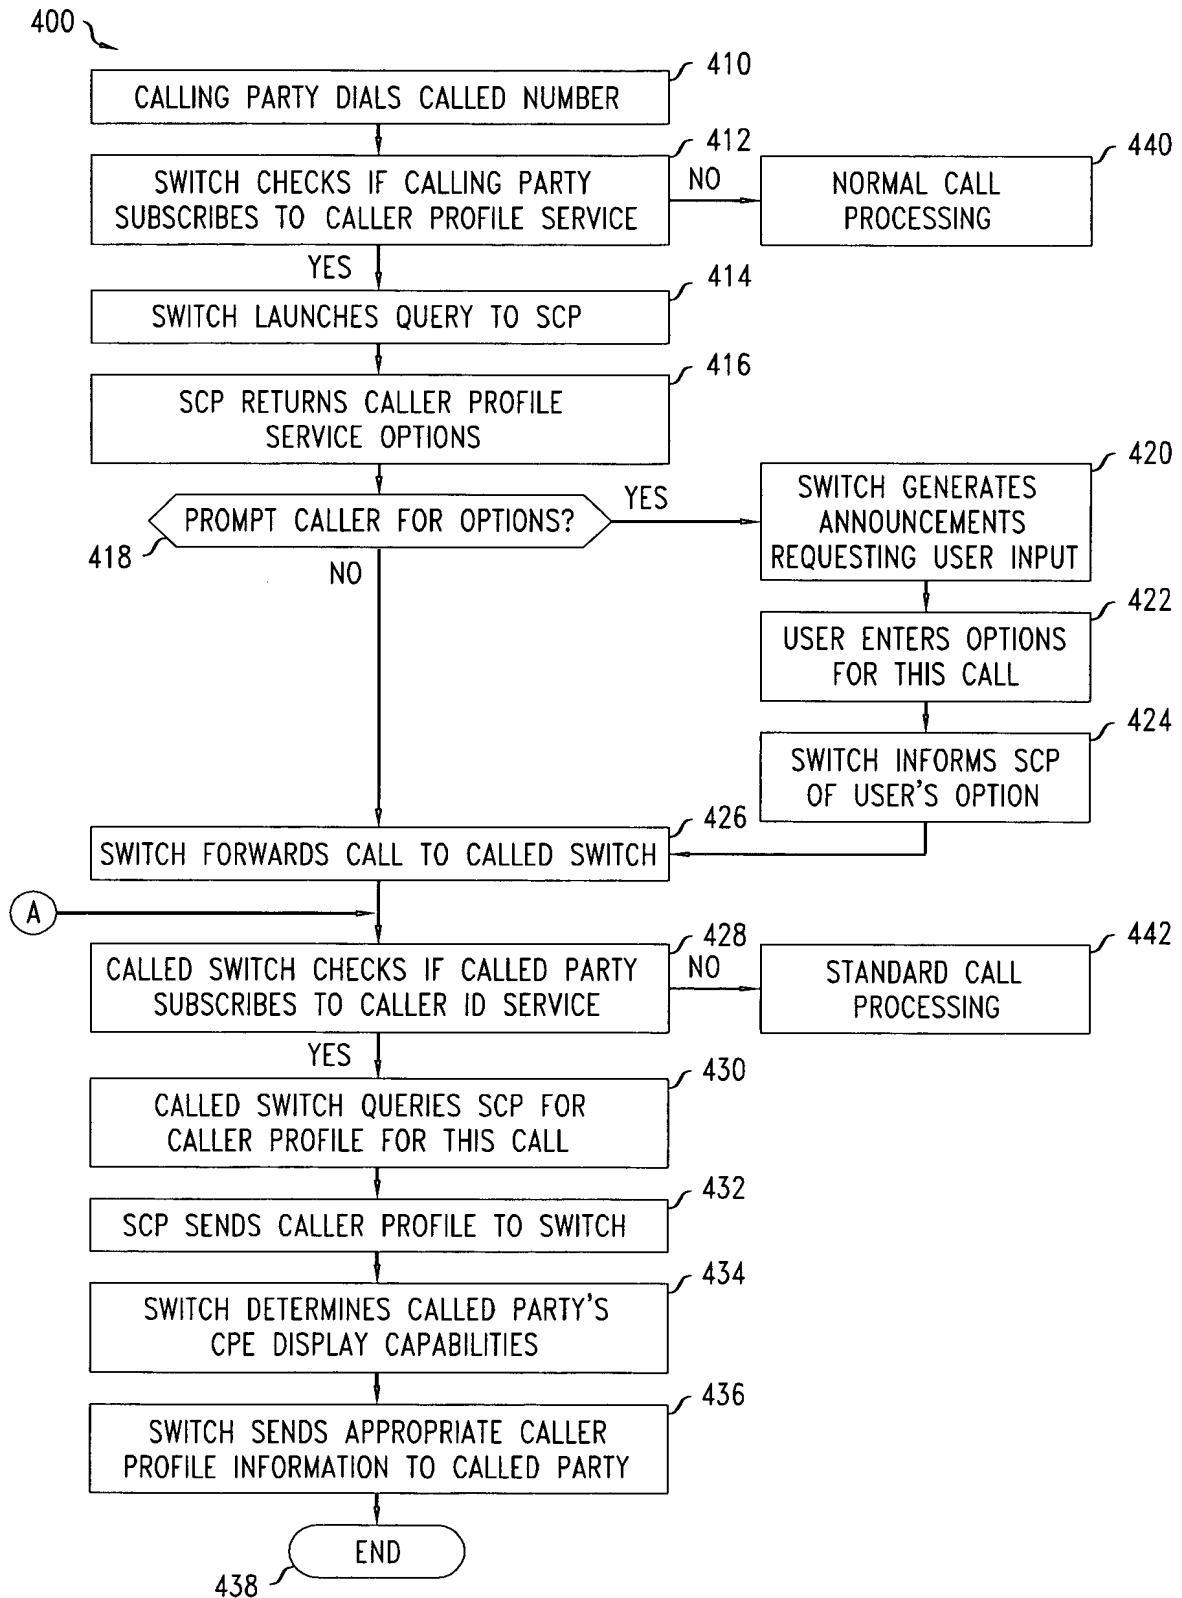 400
410
CALLING PARTY DIALS CALLED NUMBER
412
SWITCH CHECKS IF CALLING PARTY
SUBSCRIBES TO CALLER PROFILE SERVICE
NO
440
NORMAL CALL
PROCESSING
YES
414
SWITCH LAUNCHES QUERY TO SCP
416
SCP RETURNS CALLER PROFILE
SERVICE OPTIONS
418
PROMPT CALLER FOR OPTIONS?
YES
420
SWITCH GENERATES
ANNOUNCEMENTS
REQUESTING USER INPUT
NO
422
USER ENTERS OPTIONS
FOR THIS CALL
424
SWITCH INFORMS SCP
OF USER'S OPTION
426
SWITCH FORWARDS CALL TO CALLED SWITCH
A
428
CALLED SWITCH CHECKS IF CALLED PARTY
SUBSCRIBES TO CALLER ID SERVICE
NO
442
STANDARD CALL
PROCESSING
YES
430
CALLED SWITCH QUERIES SCP FOR
CALLER PROFILE FOR THIS CALL
432
SCP SENDS CALLER PROFILE TO SWITCH
434
SWITCH DETERMINES CALLED PARTY'S
CPE DISPLAY CAPABILITIES
436
SWITCH SENDS APPROPRIATE CALLER
PROFILE INFORMATION TO CALLED PARTY
END
438